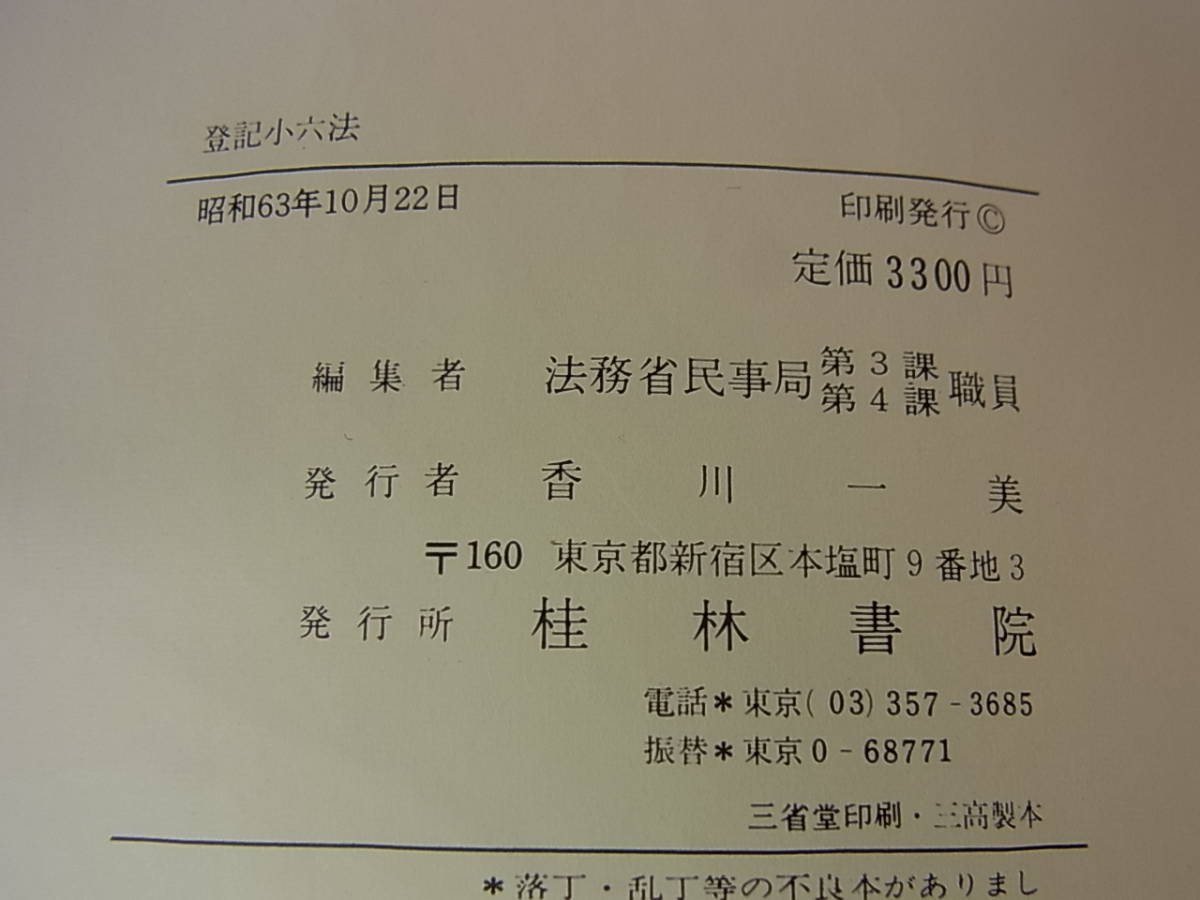 登記小六法
昭和63年10月22日 印刷発行©
定価 3300円
編集者 法務省民事局 第3課 第4課 職員
発行者 香川一美
〒160 東京都新宿区本塩町9番地3
発行所 桂林書院
電話*東京(03)357-3685
振替*東京0-68771
三省堂印刷・三高製本
*落丁・乱丁等の不良本がありまし